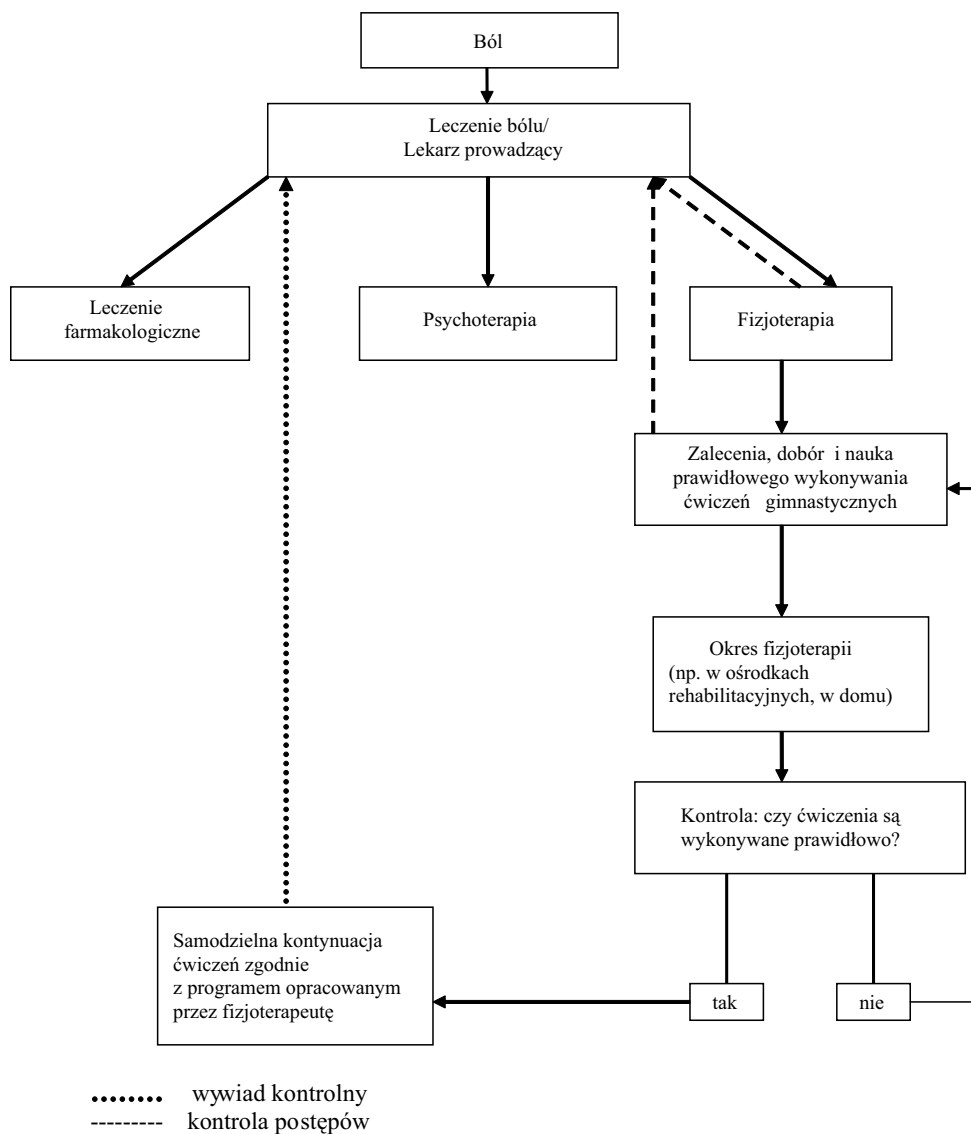 Ból
Leczenie bólu/
Lekarz prowadzący
Leczenie
farmakologiczne
Psychoterapia
Fizjoterapia
Zalecenia, dobór i nauka
prawidłowego wykonywania
ćwiczeń gimnastycznych
Okres fizjoterapii
(np. w ośrodkach
rehabilitacyjnych, w domu)
Kontrola: czy ćwiczenia są
wykonywane prawidłowo?
Samodzielna kontynuacja
ćwiczeń zgodnie
z programem opracowanym
przez fizjoterapeutę
tak
nie
wywiad kontrolny
kontrola postępów